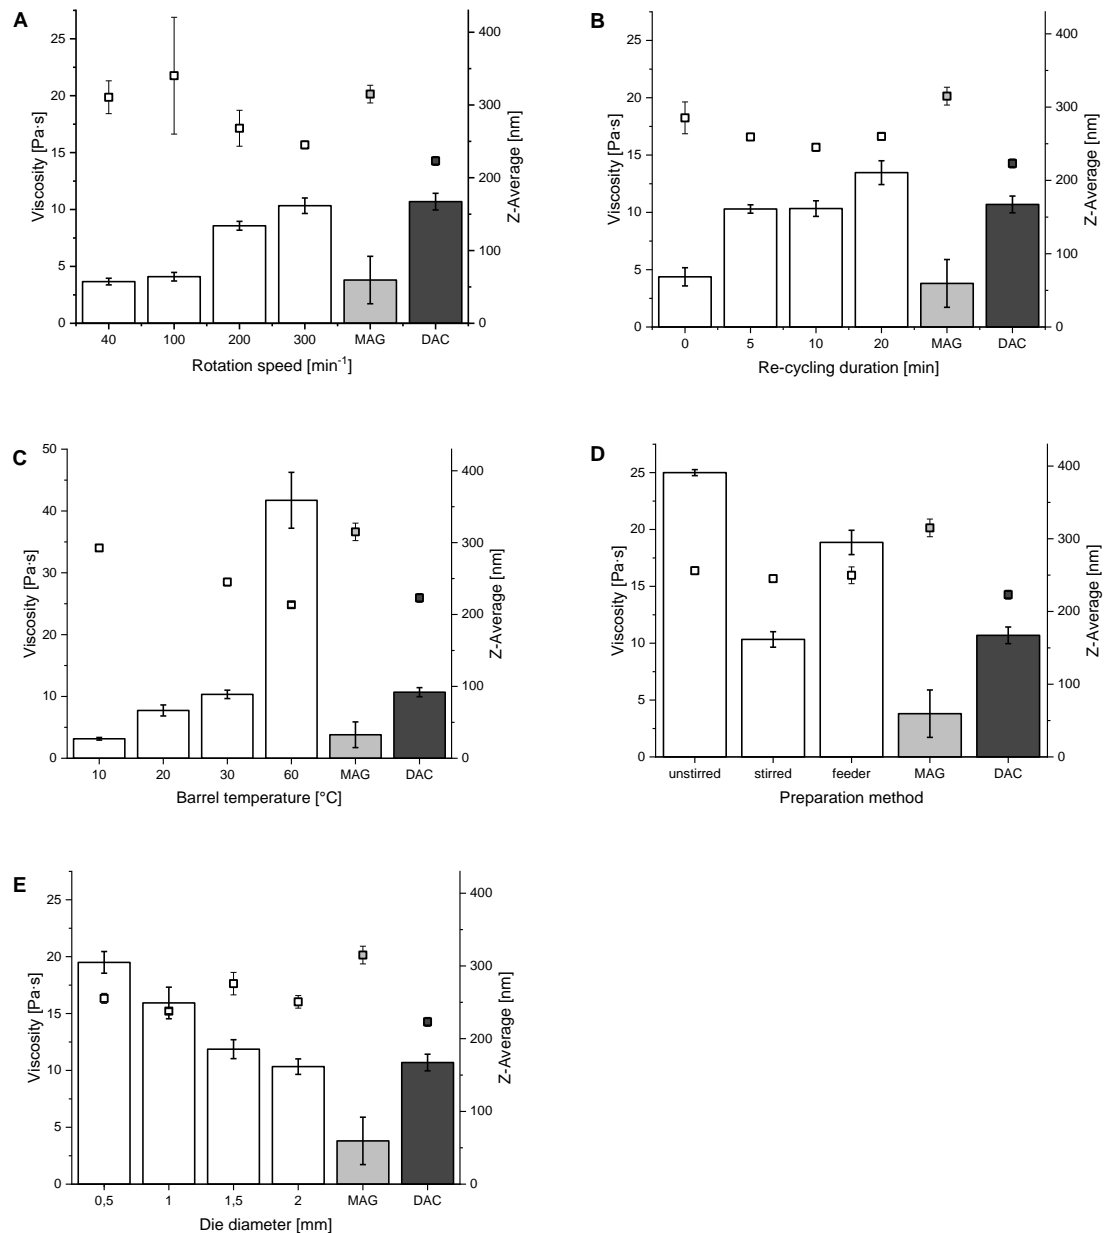 A
Viscosity [Pa·s]
0
5
10
15
20
25
Z-Average [nm]
0
100
200
300
400
40 100 200 300 MAG DAC
Rotation speed [min-1]
B
Viscosity [Pa·s]
0
5
10
15
20
25
Z-Average [nm]
0
100
200
300
400
0 5 10 20 MAG DAC
Re-cycling duration [min]
C
Viscosity [Pa·s]
0
10
20
30
40
50
Z-Average [nm]
0
100
200
300
400
10 20 30 60 MAG DAC
Barrel temperature [°C]
D
Viscosity [Pa·s]
0
5
10
15
20
25
Z-Average [nm]
0
100
200
300
400
unstirred stirred feeder MAG DAC
Preparation method
E
Viscosity [Pa·s]
0
5
10
15
20
25
Z-Average [nm]
0
100
200
300
400
0,5 1 1,5 2 MAG DAC
Die diameter [mm]